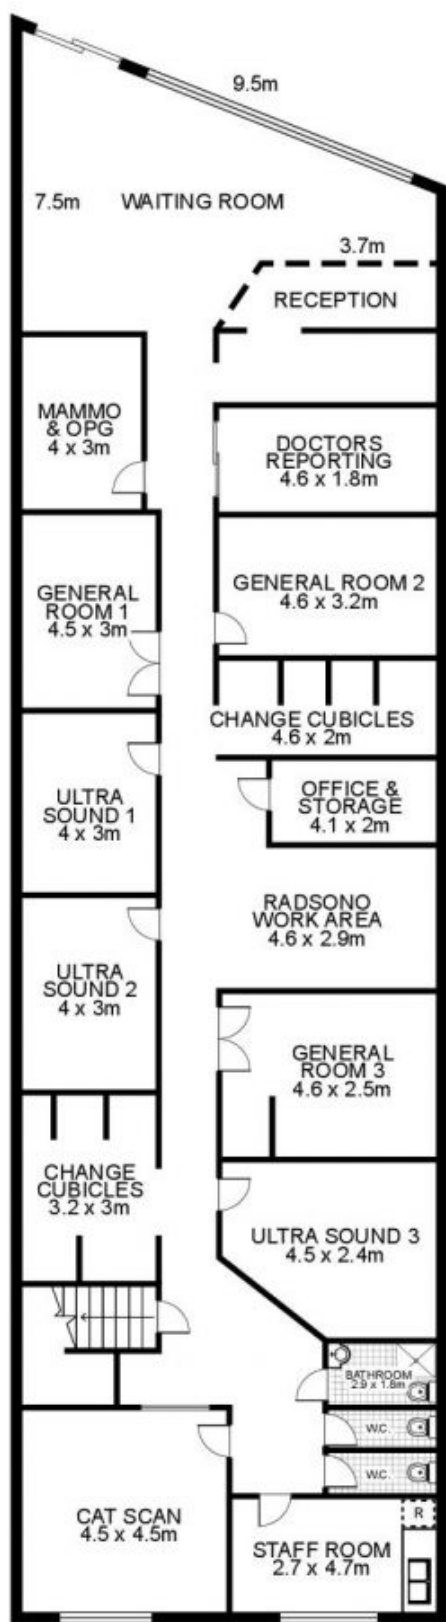 9.5m
7.5m
WAITING ROOM
3.7m
RECEPTION
MAMMO
& OPG
4 x 3m
DOCTORS
REPORTING
4.6 x 1.8m
GENERAL ROOM 2
4.6 x 3.2m
GENERAL
ROOM 1
4.5 x 3m
CHANGE CUBICLES
4.6 x 2m
ULTRA
SOUND 1
4 x 3m
OFFICE &
STORAGE
4.1 x 2m
RADSONO
WORK AREA
4.6 x 2.9m
ULTRA
SOUND 2
4 x 3m
GENERAL
ROOM 3
4.6 x 2.5m
CHANGE
CUBICLES
3.2 x 3m
ULTRA SOUND 3
4.5 x 2.4m
BATHROOM
2.9 x 1.8m
W.C.
W.C.
CAT SCAN
4.5 x 4.5m
R
STAFF ROOM
2.7 x 4.7m